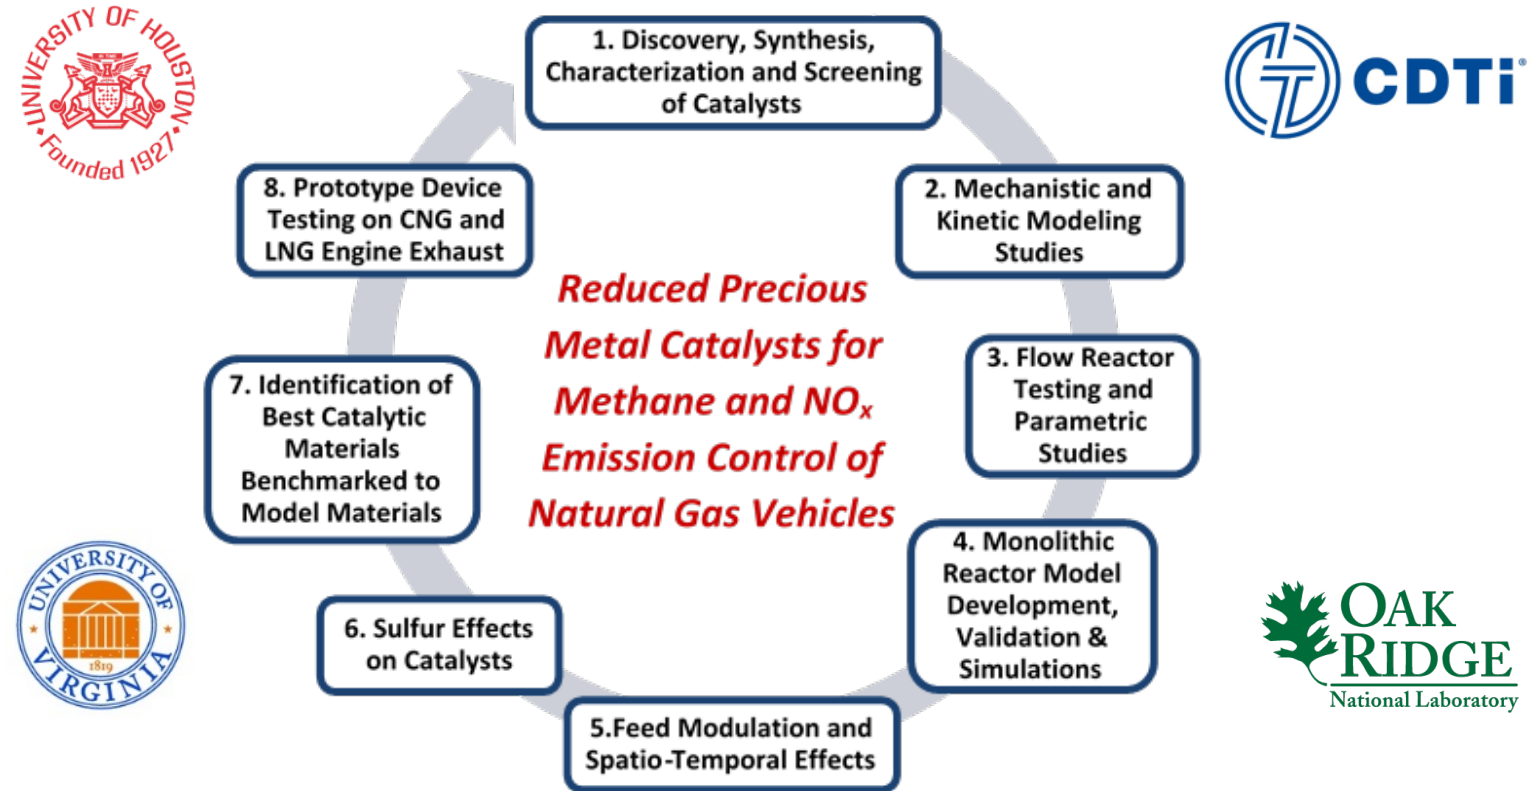 UNIVERSITY OF HOUSTON
Founded 1927
CDTi®
1. Discovery, Synthesis,
Characterization and Screening
of Catalysts
2. Mechanistic and
Kinetic Modeling
Studies
3. Flow Reactor
Testing and
Parametric
Studies
4. Monolithic
Reactor Model
Development,
Validation &
Simulations
5.Feed Modulation and
Spatio-Temporal Effects
6. Sulfur Effects
on Catalysts
7. Identification of
Best Catalytic
Materials
Benchmarked to
Model Materials
8. Prototype Device
Testing on CNG and
LNG Engine Exhaust
Reduced Precious
Metal Catalysts for
Methane and NOx
Emission Control of
Natural Gas Vehicles
UNIVERSITY OF
VIRGINIA
1819
OAK
RIDGE
National Laboratory